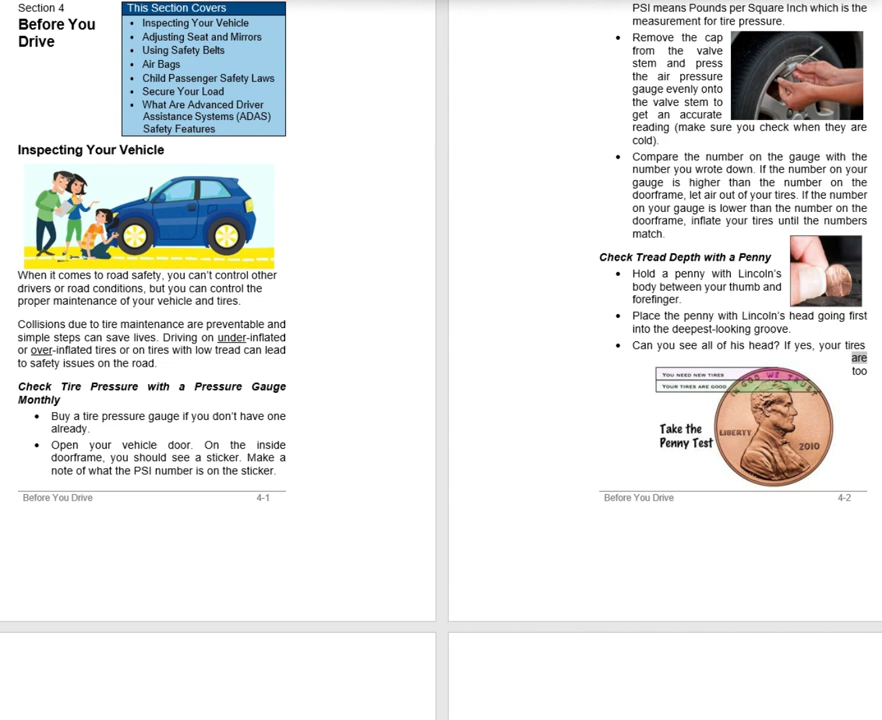 Section 4
Before You
Drive
This Section Covers
• Inspecting Your Vehicle
• Adjusting Seat and Mirrors
• Using Safety Belts
• Air Bags
• Child Passenger Safety Laws
• Secure Your Load
• What Are Advanced Driver
Assistance Systems (ADAS)
Safety Features
Inspecting Your Vehicle
When it comes to road safety, you can't control other
drivers or road conditions, but you can control the
proper maintenance of your vehicle and tires.
Collisions due to tire maintenance are preventable and
simple steps can save lives. Driving on under-inflated
or over-inflated tires or on tires with low tread can lead
to safety issues on the road.
Check Tire Pressure with a Pressure Gauge
Monthly
• Buy a tire pressure gauge if you don't have one
already.
• Open your vehicle door. On the inside
doorframe, you should see a sticker. Make a
note of what the PSI number is on the sticker.
Before You Drive 4-1
PSI means Pounds per Square Inch which is the
measurement for tire pressure.
• Remove the cap
from the valve
stem and press
the air pressure
gauge evenly onto
the valve stem to
get an accurate
reading (make sure you check when they are
cold).
• Compare the number on the gauge with the
number you wrote down. If the number on your
gauge is higher than the number on the
doorframe, let air out of your tires. If the number
on your gauge is lower than the number on the
doorframe, inflate your tires until the numbers
match.
Check Tread Depth with a Penny
• Hold a penny with Lincoln's
body between your thumb and
forefinger.
• Place the penny with Lincoln's head going first
into the deepest-looking groove.
• Can you see all of his head? If yes, your tires
are
too
YOU NEED NEW TIRES
YOUR TIRES ARE GOOD
IN GOD WE TRUST
Take the
Penny Test
LIBERTY
2010
Before You Drive 4-2